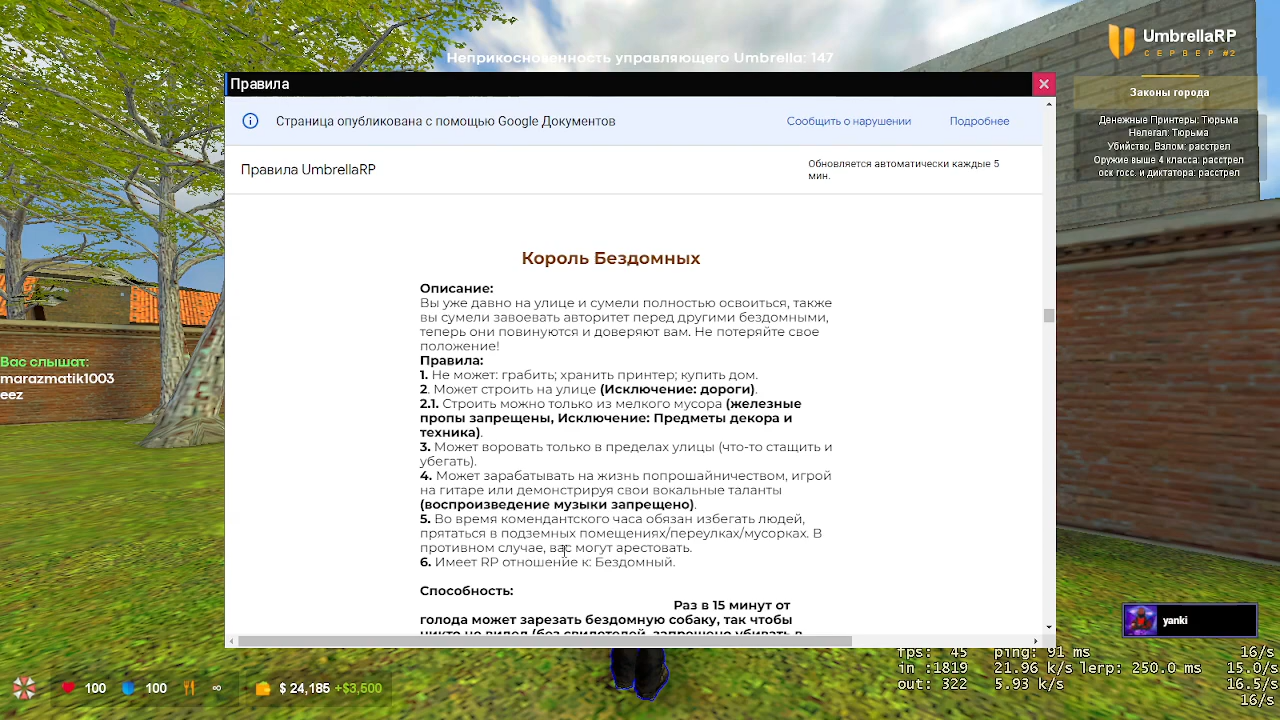 Неприкосновенность управляющего Umbrella: 147
UmbrellaRP
СЕРВЕР #2
Законы города
Денежные Принтеры: Тюрьма
Нелегал: Тюрьма
Убийство, Взлом: расстрел
Оружие выше 4 класса: расстрел
оск госс. и диктатора: расстрел
Правила
Страница опубликована с помощью Google Документов
Сообщить о нарушении
Подробнее
Правила UmbrellaRP
Обновляется автоматически каждые 5
мин.
Король Бездомных
Описание:
Вы уже давно на улице и сумели полностью освоиться, также
вы сумели завоевать авторитет перед другими бездомными,
теперь они повинуются и доверяют вам. Не потеряйте свое
положение!
Правила:
1. Не может: грабить; хранить принтер; купить дом.
2. Может строить на улице (Исключение: дороги).
2.1. Строить можно только из мелкого мусора (железные
пропы запрещены, Исключение: Предметы декора и
техника).
3. Может воровать только в пределах улицы (что-то стащить и
убегать).
4. Может зарабатывать на жизнь попрошайничеством, игрой
на гитаре или демонстрируя свои вокальные таланты
(воспроизведение музыки запрещено).
5. Во время комендантского часа обязан избегать людей,
прятаться в подземных помещениях/переулках/мусорках. В
противном случае, вас могут арестовать.
6. Имеет RP отношение к: Бездомный.
Способность:
Раз в 15 минут от
голода может зарезать бездомную собаку, так чтобы
никто не видел (без свидетелей, запрещено убивать в
Вас слышат:
marazmatik1003
eez
yanki
100
100
∞
$ 24,185 +$3,500
fps: 45 ping: 91 ms 16/s
in :1819 21.96 k/s lerp: 250.0 ms 15.0/s
out: 322 5.93 k/s 16.5/s
16/s